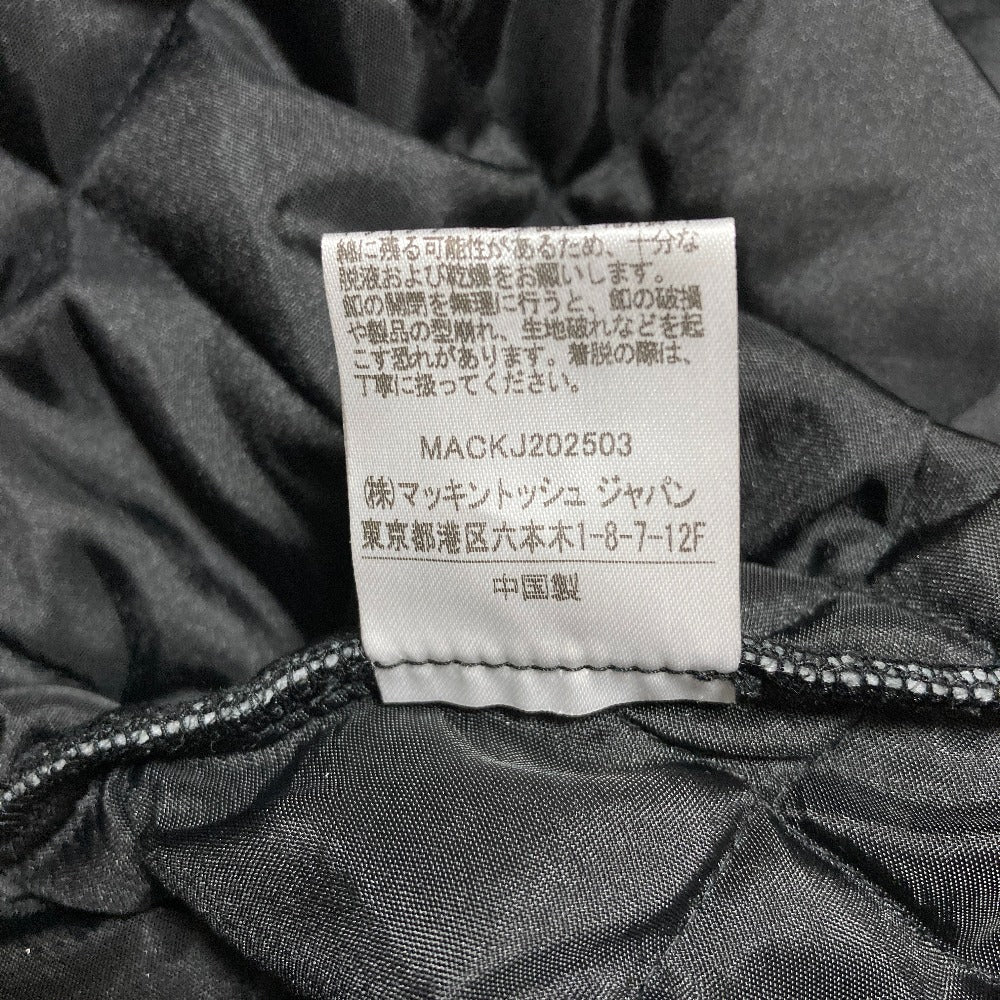 綿に残る可能性があるため、十分な
脱液および乾燥をお願いします。
釦の開閉を無理に行うと、釦の破損
や製品の型崩れ、生地破れなどを起
こす恐れがあります。着脱の際は、
丁寧に扱ってください。
MACKJ202503
(株)マッキントッシュ ジャパン
東京都港区六本木1-8-7-12F
中国製